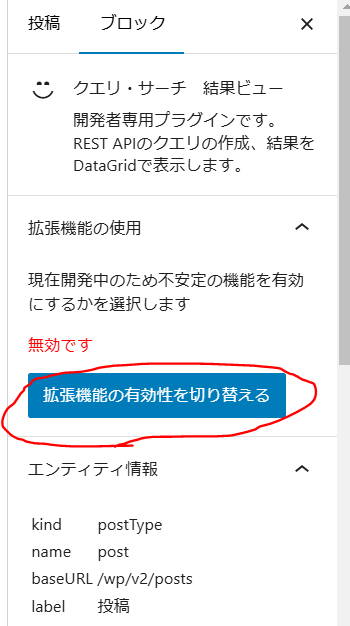 投稿 ブロック ×
クエリ・サーチ　結果ビュー
開発者専用プラグインです。
REST APIのクエリの作成、結果を
DataGridで表示します。
拡張機能の使用
現在開発中のため不安定の機能を有効
にするかを選択します
無効です
拡張機能の有効性を切り替える
エンティティ情報
kind postType
name post
baseURL /wp/v2/posts
label 投稿